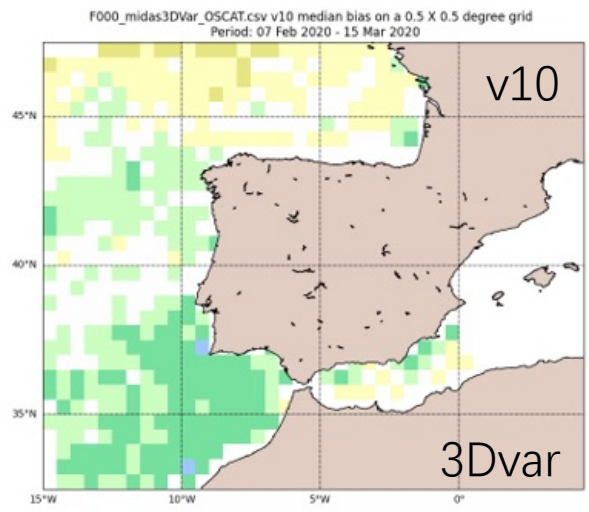 F000_midas3DVar_OSCAT.csv v10 median bias on a 0.5 X 0.5 degree grid
Period: 07 Feb 2020 - 15 Mar 2020
v10
45°N
40°N
35°N
3Dvar
15°W 10°W 5°W 0°